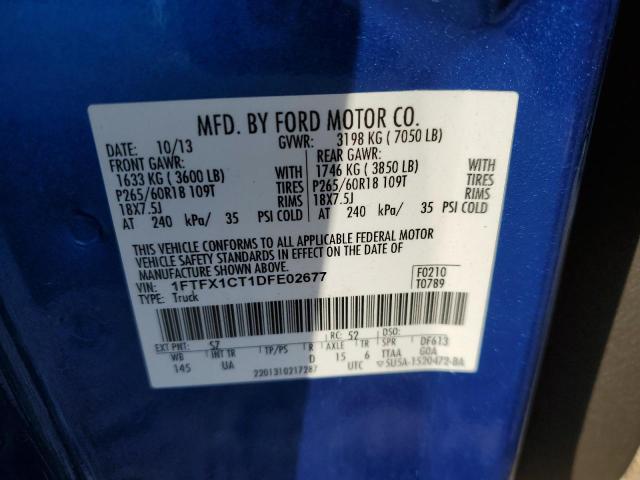 MFD. BY FORD MOTOR CO.
DATE: 10/13 GVWR: 3198 KG ( 7050 LB)
FRONT GAWR: REAR GAWR:
1633 KG ( 3600 LB) 1746 KG ( 3850 LB) WITH
P265/60R18 109T TIRES P265/60R18 109T TIRES
18X7.5J RIMS 18X7.5J RIMS
AT 240 kPa/ 35 PSI COLD AT 240 kPa/ 35 PSI COLD
THIS VEHICLE CONFORMS TO ALL APPLICABLE FEDERAL MOTOR
VEHICLE SAFETY STANDARDS IN EFFECT ON THE DATE OF
MANUFACTURE SHOWN ABOVE.
VIN: 1FTFX1CT1DFE02677 F0210
TYPE: Truck T0789
EXT PNT: SZ RC: 52 DSO:
WB INT TR TP/PS R AXLE TR SPR DF613
145 UA D 15 6 TTAA GOA
2201310217287 UTC 5U5A-1520472-BA